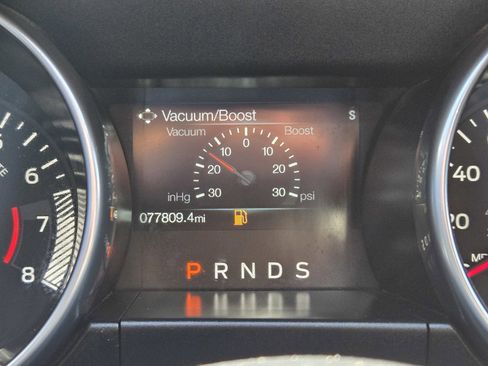 Vacuum/Boost S
Vacuum 0 Boost
10 10
20 20
30 30
inHg psi
077809.4mi
P R N D S
6
7
8
40
20